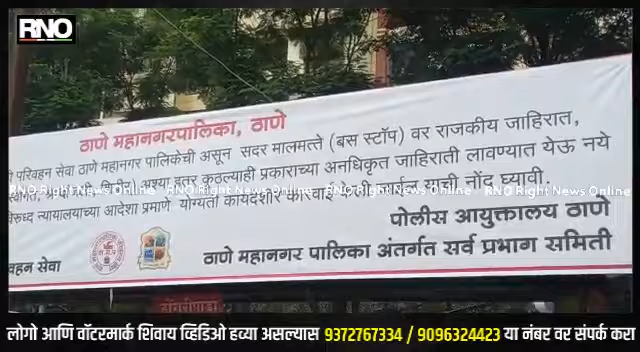 RNO
RNO Right News Online
ठाणे महानगरपालिका, ठाणे
परिवहन सेवा ठाणे महानगर पालिकेची असून सदर मालमत्ते (बस स्टॉप) वर राजकीय जाहिरात,
इतर कुठल्याही प्रकाराच्या अनधिकृत जाहिराती लावण्यात येऊ नये
RNO Right News Online RNO Right News Online RNO Right News Online
न्यायालयाच्या आदेशा प्रमाणे योग्यती कायदेशीर कारवाई नोंद घ्यावी.
पोलीस आयुक्तालय ठाणे
वहन सेवा ठाणे महानगर पालिका अंतर्गत सर्व प्रभाग समिती
लोगो आणि वॉटरमार्क शिवाय व्हिडिओ हव्या असल्यास 9372767334 / 9096324423 या नंबर वर संपर्क करा